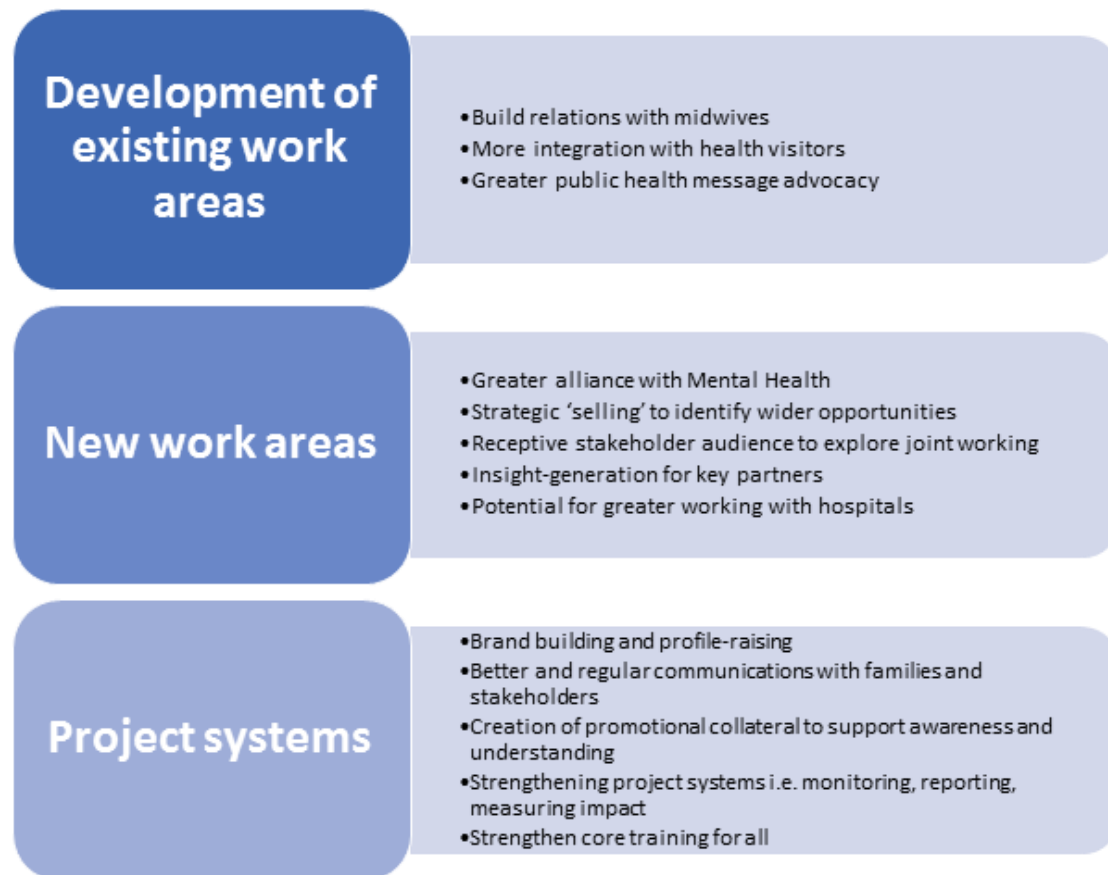 Development of
existing work
areas
•Build relations with midwives
•More integration with health visitors
•Greater public health message advocacy
New work areas
•Greater alliance with Mental Health
•Strategic ‘selling’ to identify wider opportunities
•Receptive stakeholder audience to explore joint working
•Insight-generation for key partners
•Potential for greater working with hospitals
Project systems
•Brand building and profile-raising
•Better and regular communications with families and
stakeholders
•Creation of promotional collateral to support awareness and
understanding
•Strengthening project systems i.e. monitoring, reporting,
measuring impact
•Strengthen core training for all